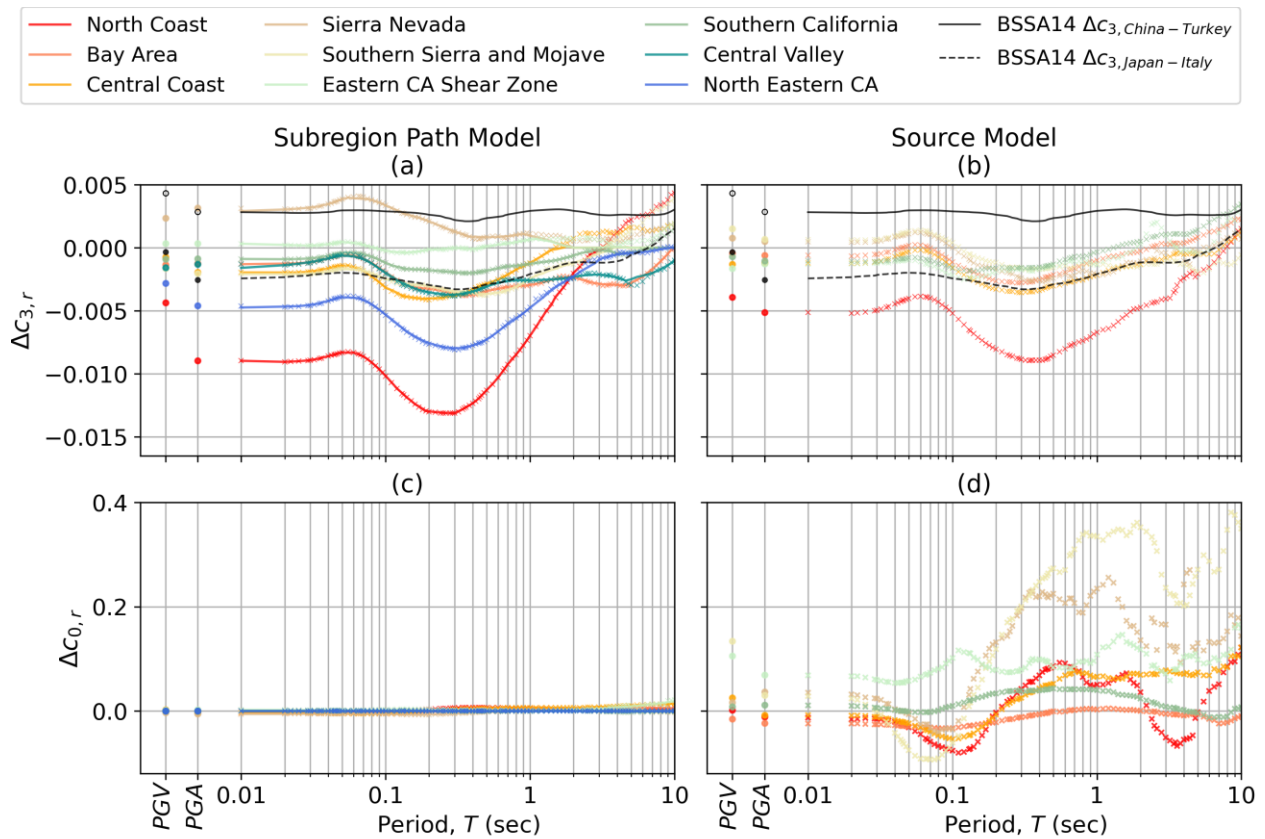 North Coast Sierra Nevada Southern California BSSA14 Δc3, China − Turkey
Bay Area Southern Sierra and Mojave Central Valley BSSA14 Δc3, Japan − Italy
Central Coast Eastern CA Shear Zone North Eastern CA
Subregion Path Model Source Model
(a) (b)
0.005
0.000
−0.005
−0.010
−0.015
Δc3, r
(c) (d)
0.4
0.2
0.0
Δc0, r
PGV PGA 0.01 0.1 1 10 PGV PGA 0.01 0.1 1 10
Period, T (sec) Period, T (sec)